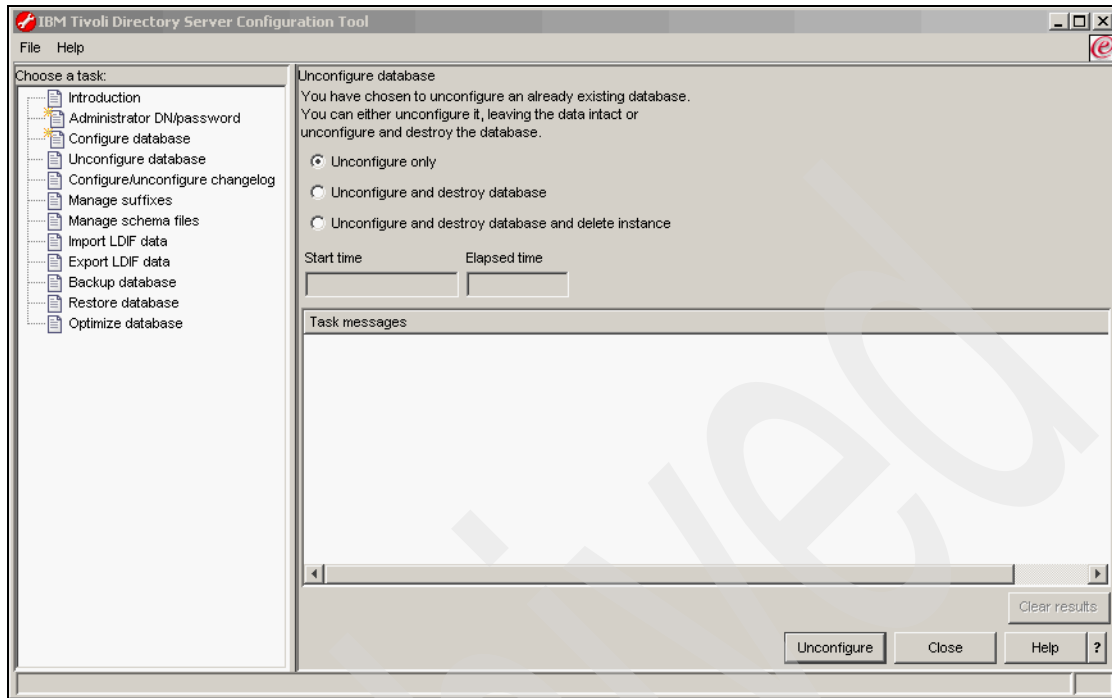 IBM Tivoli Directory Server Configuration Tool
File Help
Choose a task:
Introduction
Administrator DN/password
Configure database
Unconfigure database
Configure/unconfigure changelog
Manage suffixes
Manage schema files
Import LDIF data
Export LDIF data
Backup database
Restore database
Optimize database
Unconfigure database
You have chosen to unconfigure an already existing database.
You can either unconfigure it, leaving the data intact or
unconfigure and destroy the database.
Unconfigure only
Unconfigure and destroy database
Unconfigure and destroy database and delete instance
Start time Elapsed time
Task messages
Clear results
Unconfigure Close Help ?